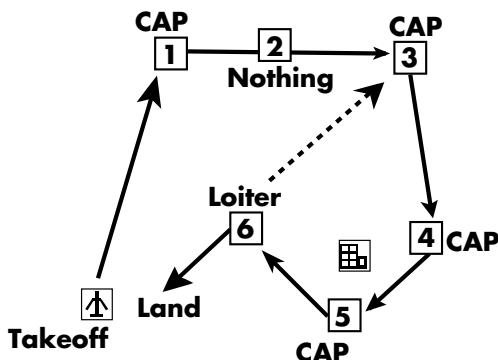 CAP
1
2
Nothing
CAP
3
Loiter
6
4 CAP
5
CAP
Land
Takeoff